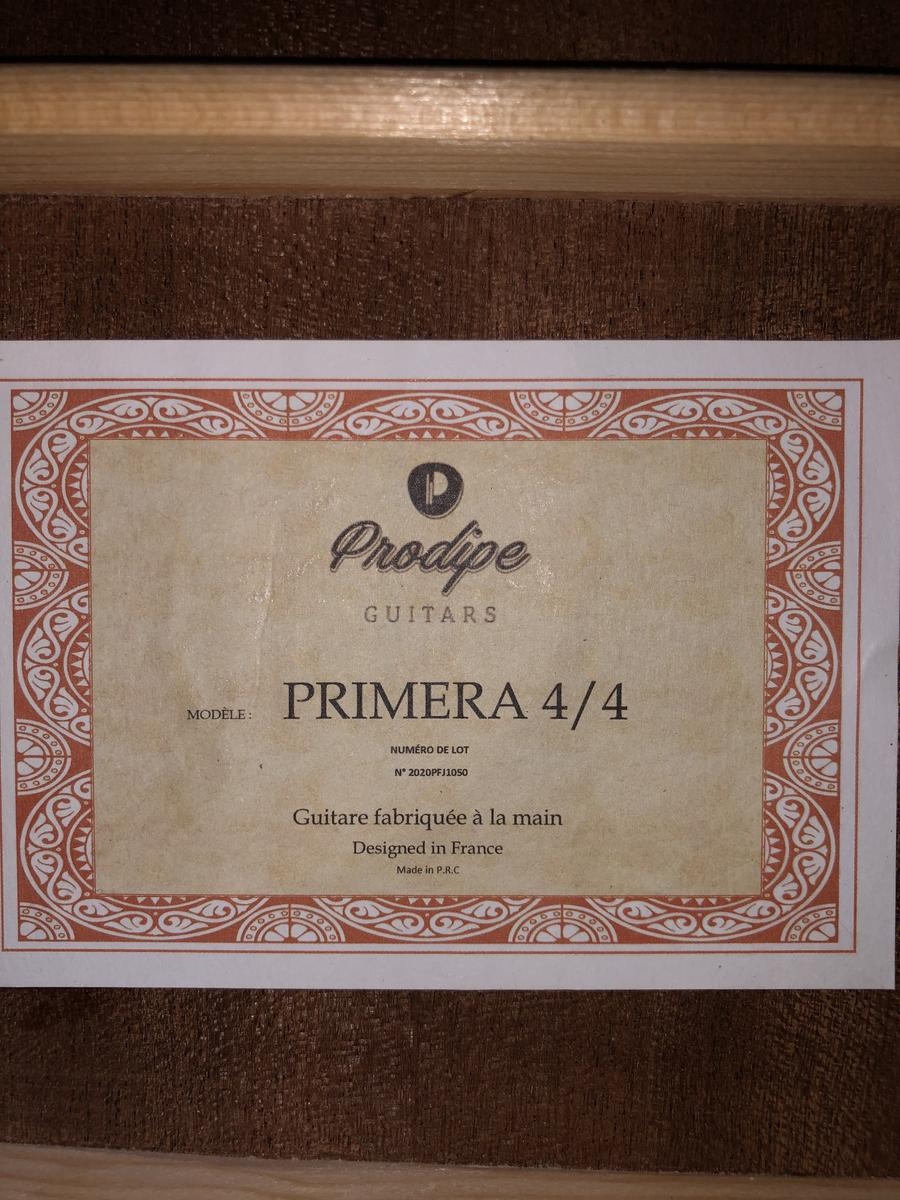 P
Prodipe
GUITARS
MODÈLE : PRIMERA 4/4
NUMÉRO DE LOT
N° 2020PFJ1050
Guitare fabriquée à la main
Designed in France
Made in P.R.C